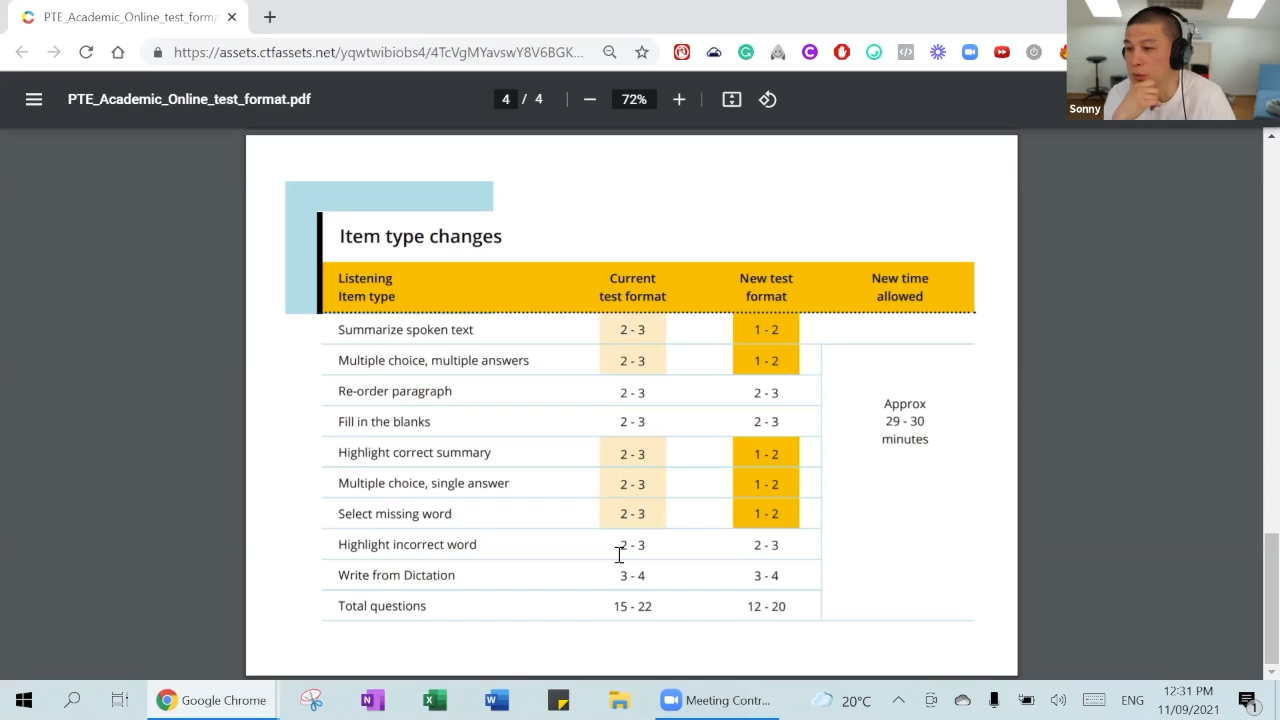 PTE_Academic_Online_test_forma
https://assets.ctfassets.net/yqwtwibiobs4/4TcVgMYavswY8V6BGK...
PTE_Academic_Online_test_format.pdf
4 / 4
72%
Sonny
Item type changes
Listening Item type Current test format New test format New time allowed
Summarize spoken text 2 - 3 1 - 2
Multiple choice, multiple answers 2 - 3 1 - 2
Re-order paragraph 2 - 3 2 - 3
Fill in the blanks 2 - 3 2 - 3
Approx
29 - 30
minutes
Highlight correct summary 2 - 3 1 - 2
Multiple choice, single answer 2 - 3 1 - 2
Select missing word 2 - 3 1 - 2
Highlight incorrect word 2 - 3 2 - 3
Write from Dictation 3 - 4 3 - 4
Total questions 15 - 22 12 - 20
Google Chrome
Meeting Contr...
20°C
ENG
12:31 PM
11/09/2021
1